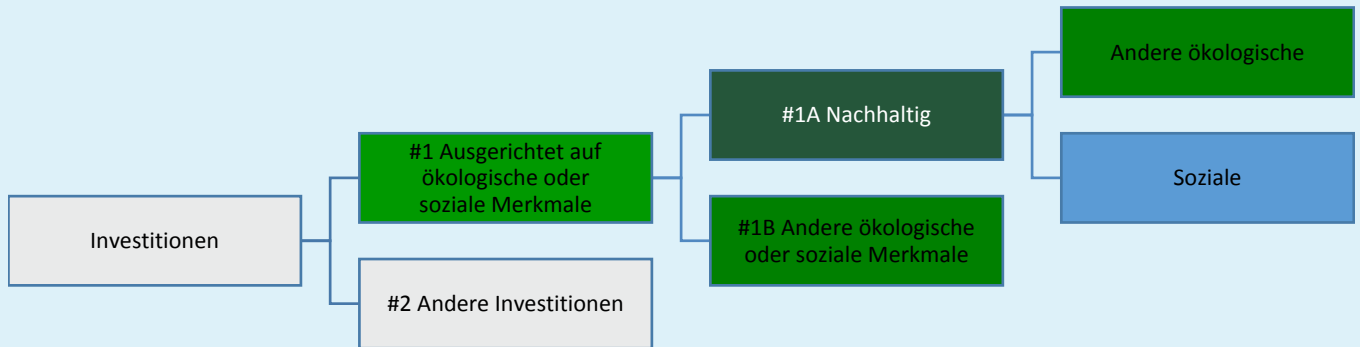 Investitionen
#1 Ausgerichtet auf
ökologische oder
soziale Merkmale
#2 Andere Investitionen
#1A Nachhaltig
#1B Andere ökologische
oder soziale Merkmale
Andere ökologische
Soziale